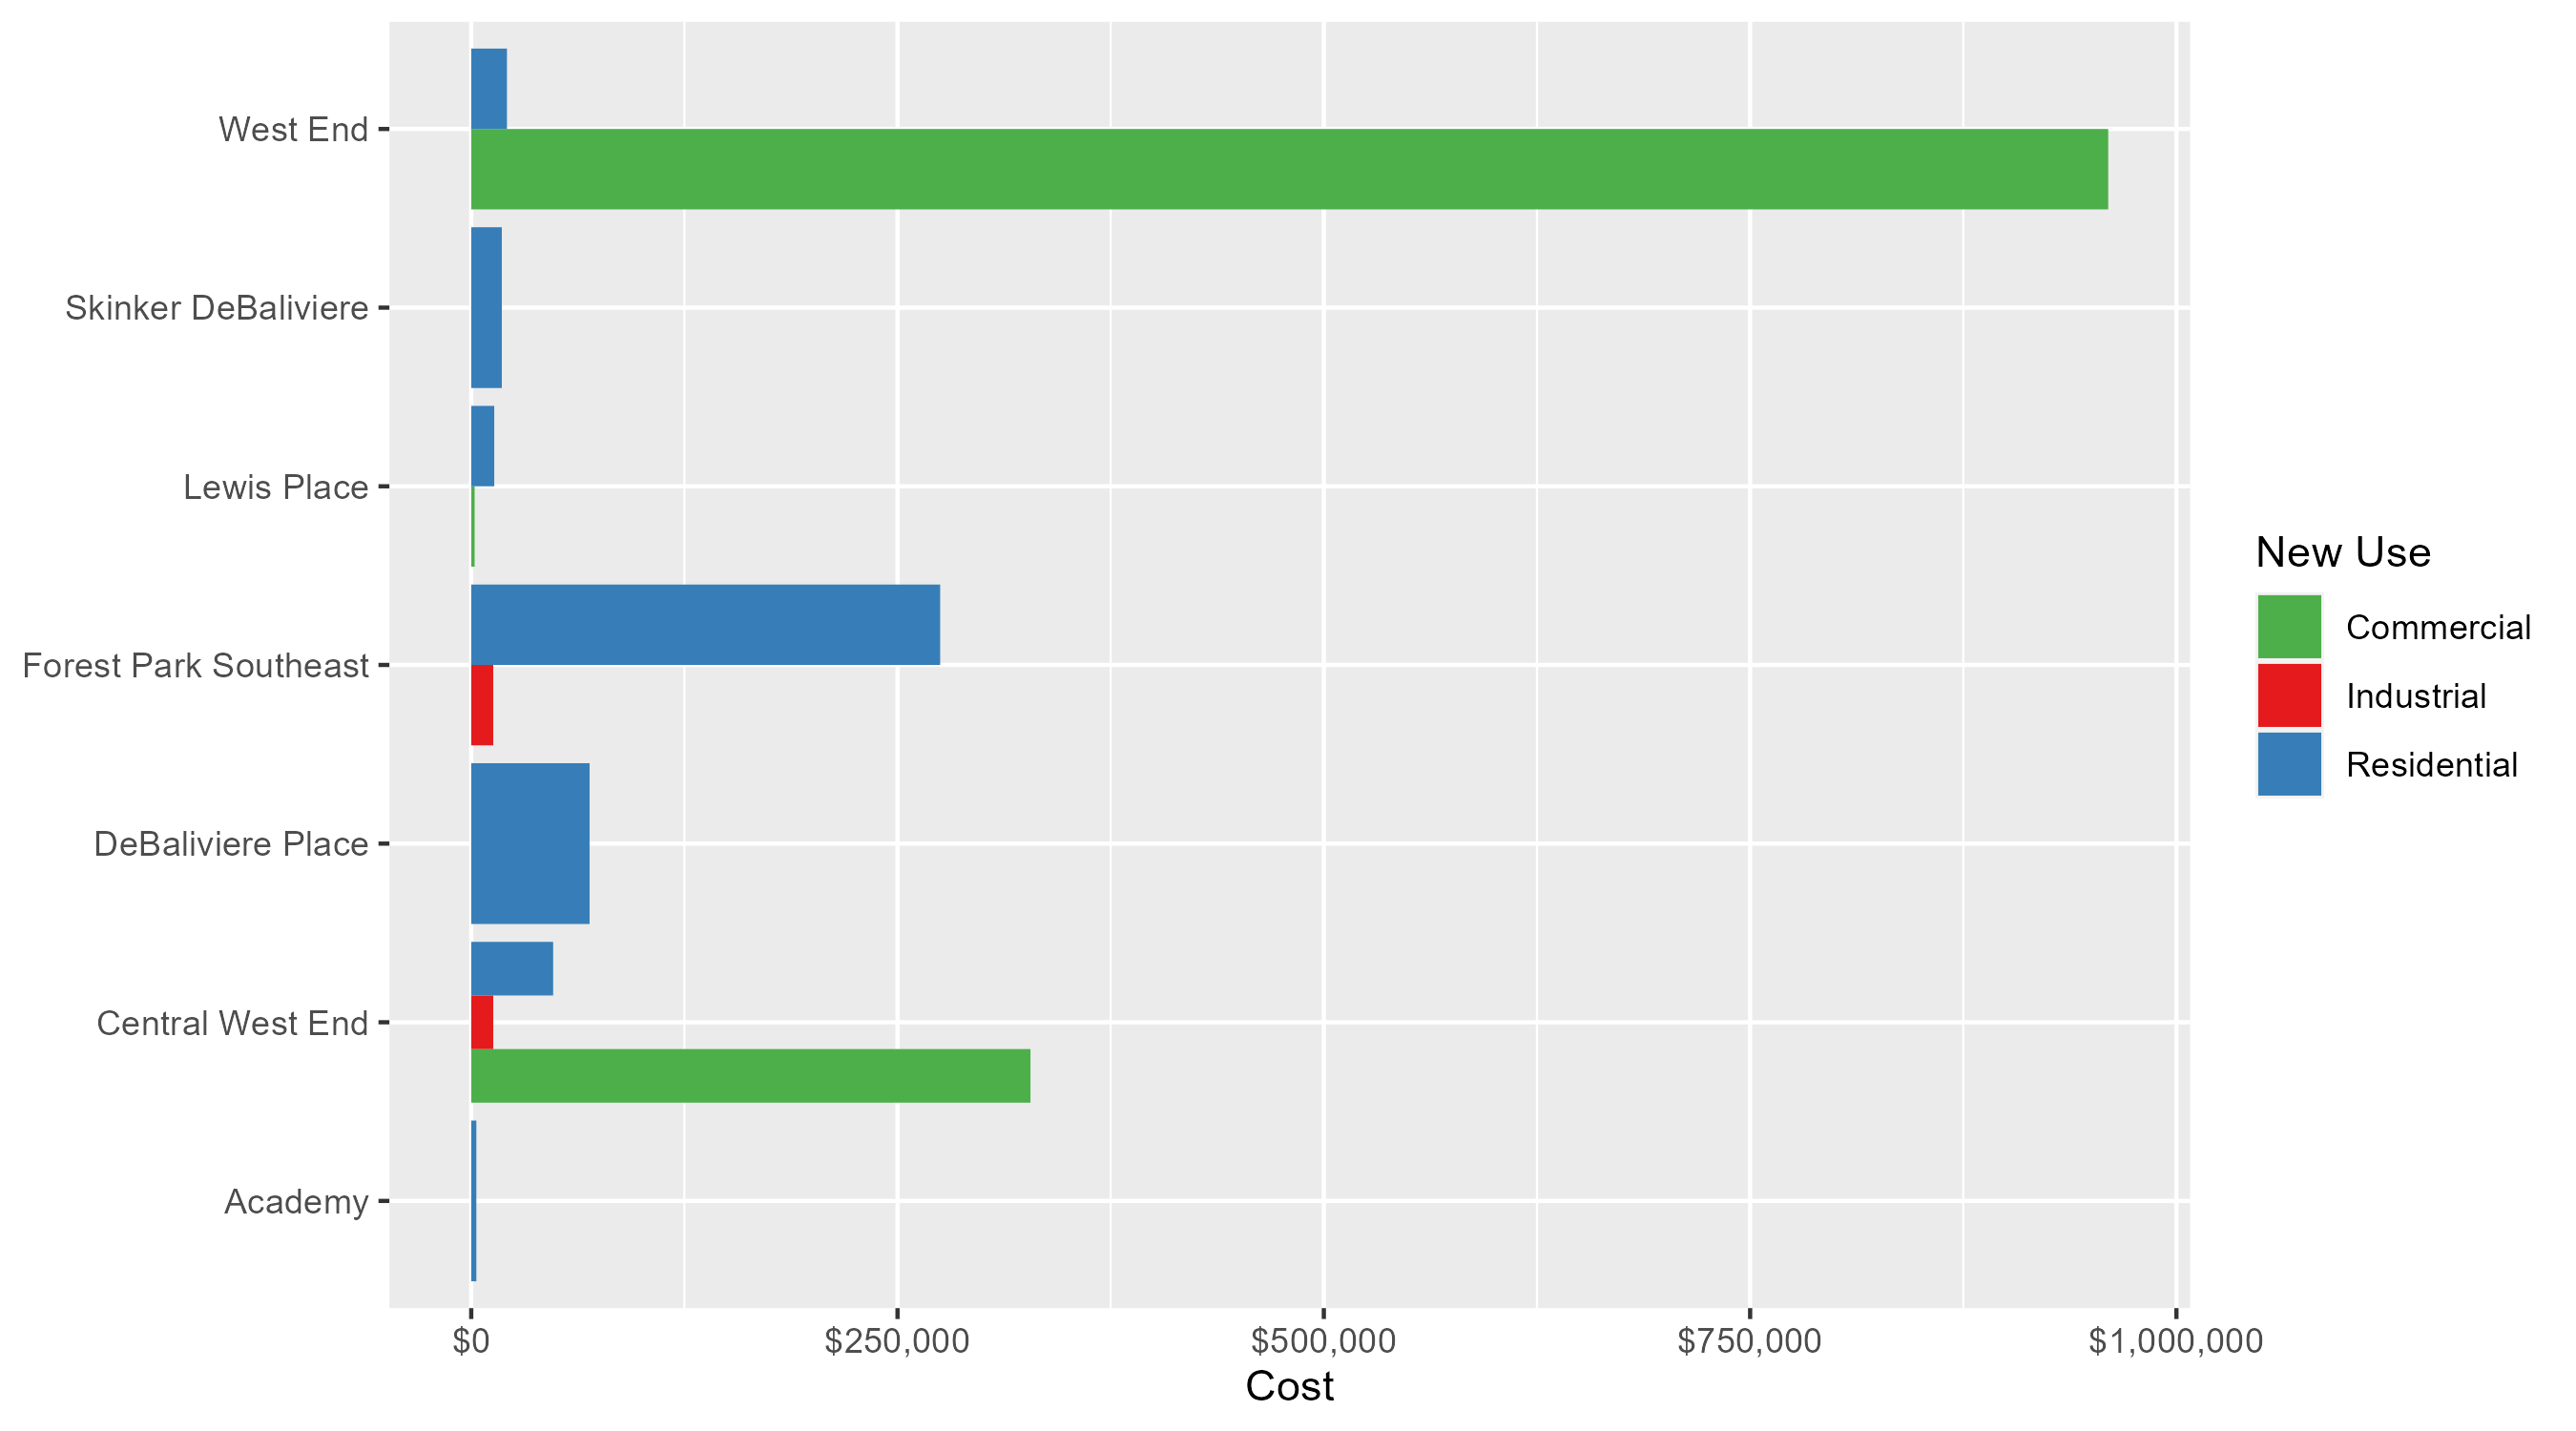 West End
Skinker DeBaliviere
Lewis Place
Forest Park Southeast
DeBaliviere Place
Central West End
Academy
$0 $250,000 $500,000 $750,000 $1,000,000
Cost
New Use
Commercial
Industrial
Residential